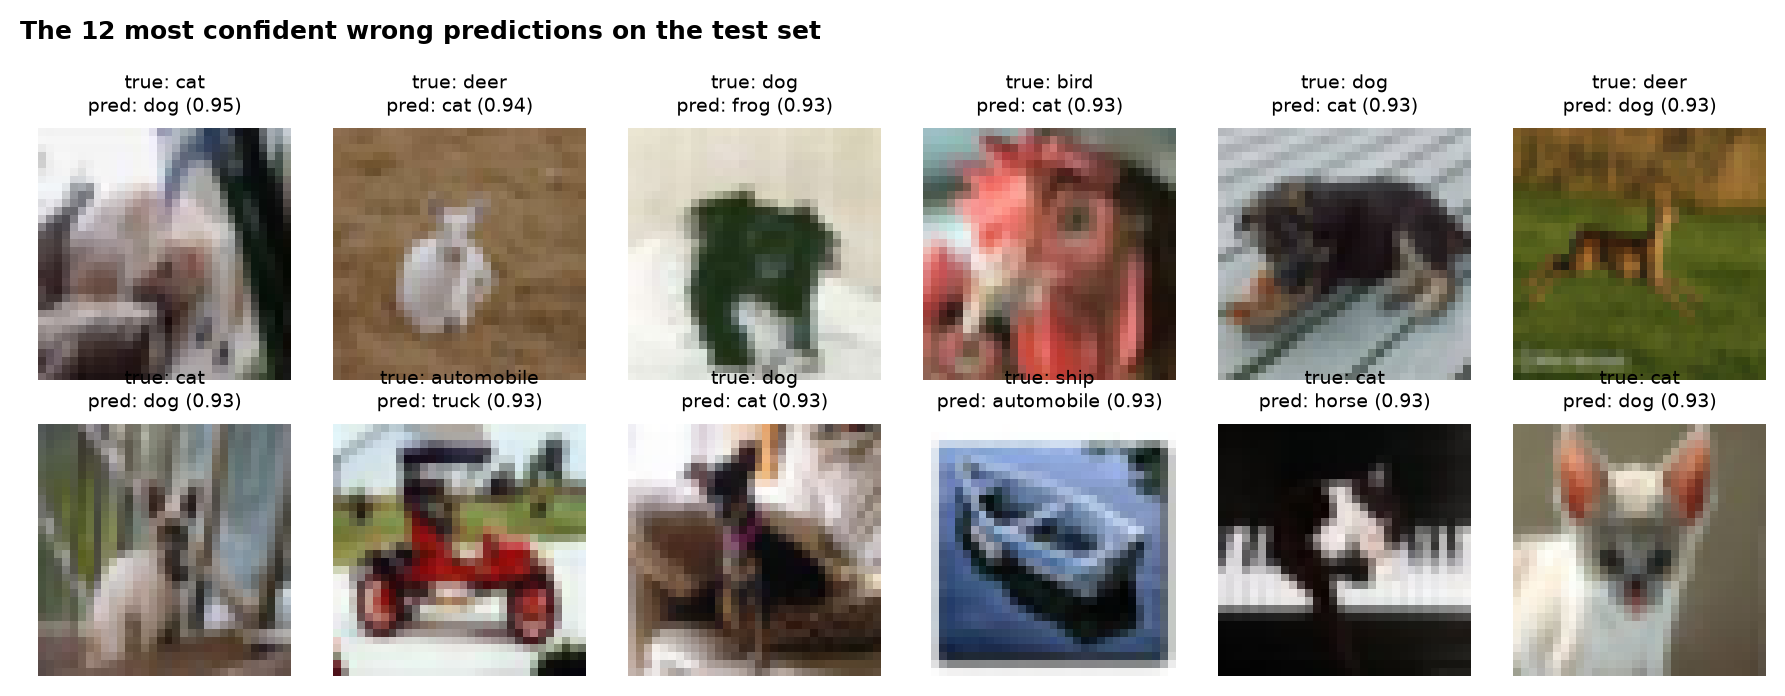 The 12 most confident wrong predictions on the test set
true: cat
pred: dog (0.95)
true: deer
pred: cat (0.94)
true: dog
pred: frog (0.93)
true: bird
pred: cat (0.93)
true: dog
pred: cat (0.93)
true: deer
pred: dog (0.93)
true: cat
pred: dog (0.93)
true: automobile
pred: truck (0.93)
true: dog
pred: cat (0.93)
true: ship
pred: automobile (0.93)
true: cat
pred: horse (0.93)
true: cat
pred: dog (0.93)